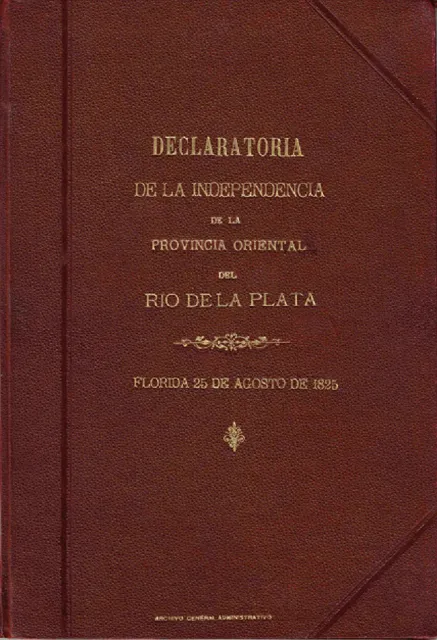 DECLARATORIA
DE LA INDEPENDENCIA
DE LA
PROVINCIA ORIENTAL
DEL
RIO DE LA PLATA
FLORIDA 25 DE AGOSTO DE 1825
ARCHIVO GENERAL ADMINISTRATIVO